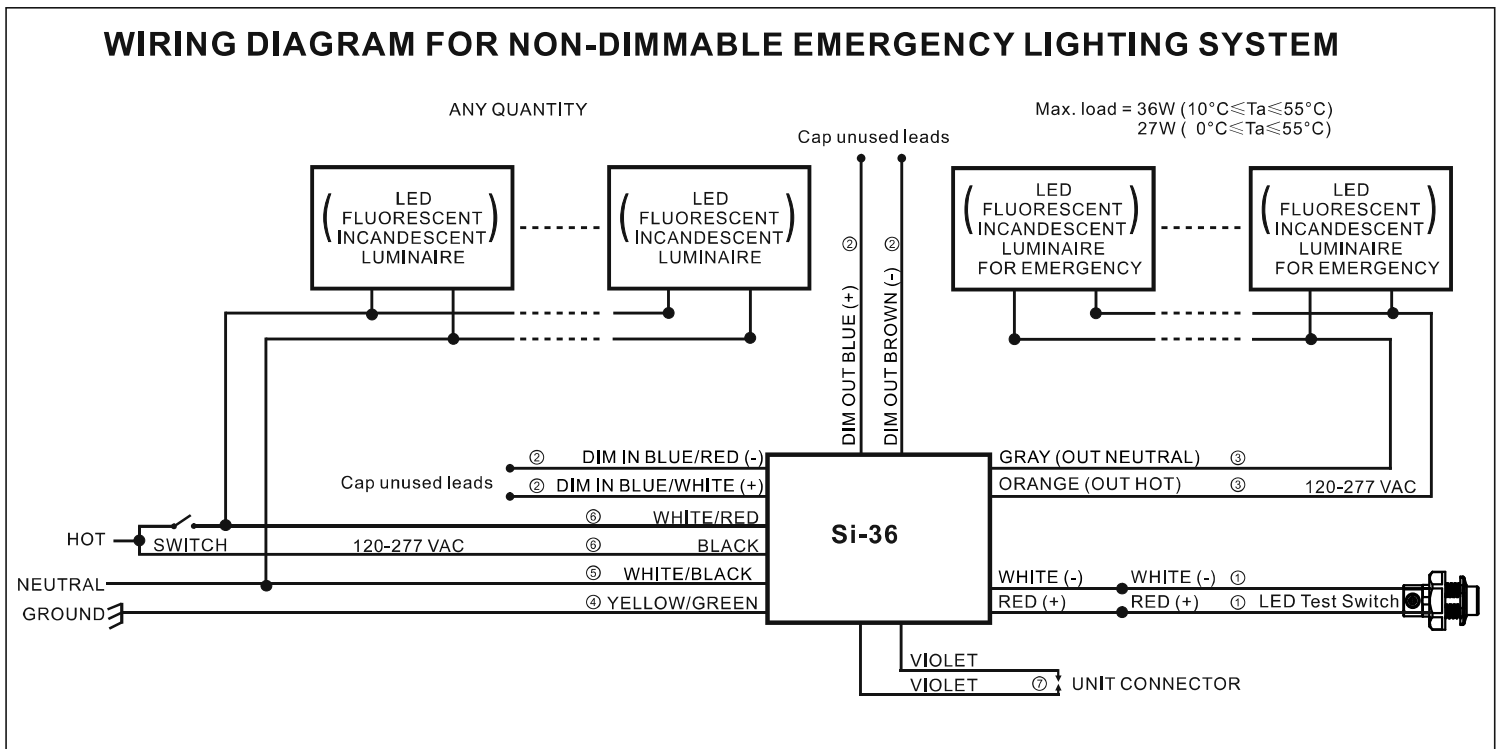 WIRING DIAGRAM FOR NON-DIMMABLE EMERGENCY LIGHTING SYSTEM
ANY QUANTITY
Max. load = 36W (10°C≤Ta≤55°C)
27W ( 0°C≤Ta≤55°C)
Cap unused leads
( LED
FLUORESCENT
INCANDESCENT )
LUMINAIRE
( LED
FLUORESCENT
INCANDESCENT )
LUMINAIRE
( LED
FLUORESCENT
INCANDESCENT )
LUMINAIRE
FOR EMERGENCY
( LED
FLUORESCENT
INCANDESCENT )
LUMINAIRE
FOR EMERGENCY
DIM OUT BLUE (+) ②
DIM OUT BROWN (-) ②
② DIM IN BLUE/RED (-)
Cap unused leads
② DIM IN BLUE/WHITE (+)
⑥ WHITE/RED
HOT
SWITCH 120-277 VAC ⑥ BLACK
NEUTRAL ⑤ WHITE/BLACK
GROUND ④ YELLOW/GREEN
Si-36
GRAY (OUT NEUTRAL) ③
ORANGE (OUT HOT) ③ 120-277 VAC
WHITE (-) WHITE (-) ①
RED (+) RED (+) ① LED Test Switch
VIOLET
VIOLET ⑦ UNIT CONNECTOR